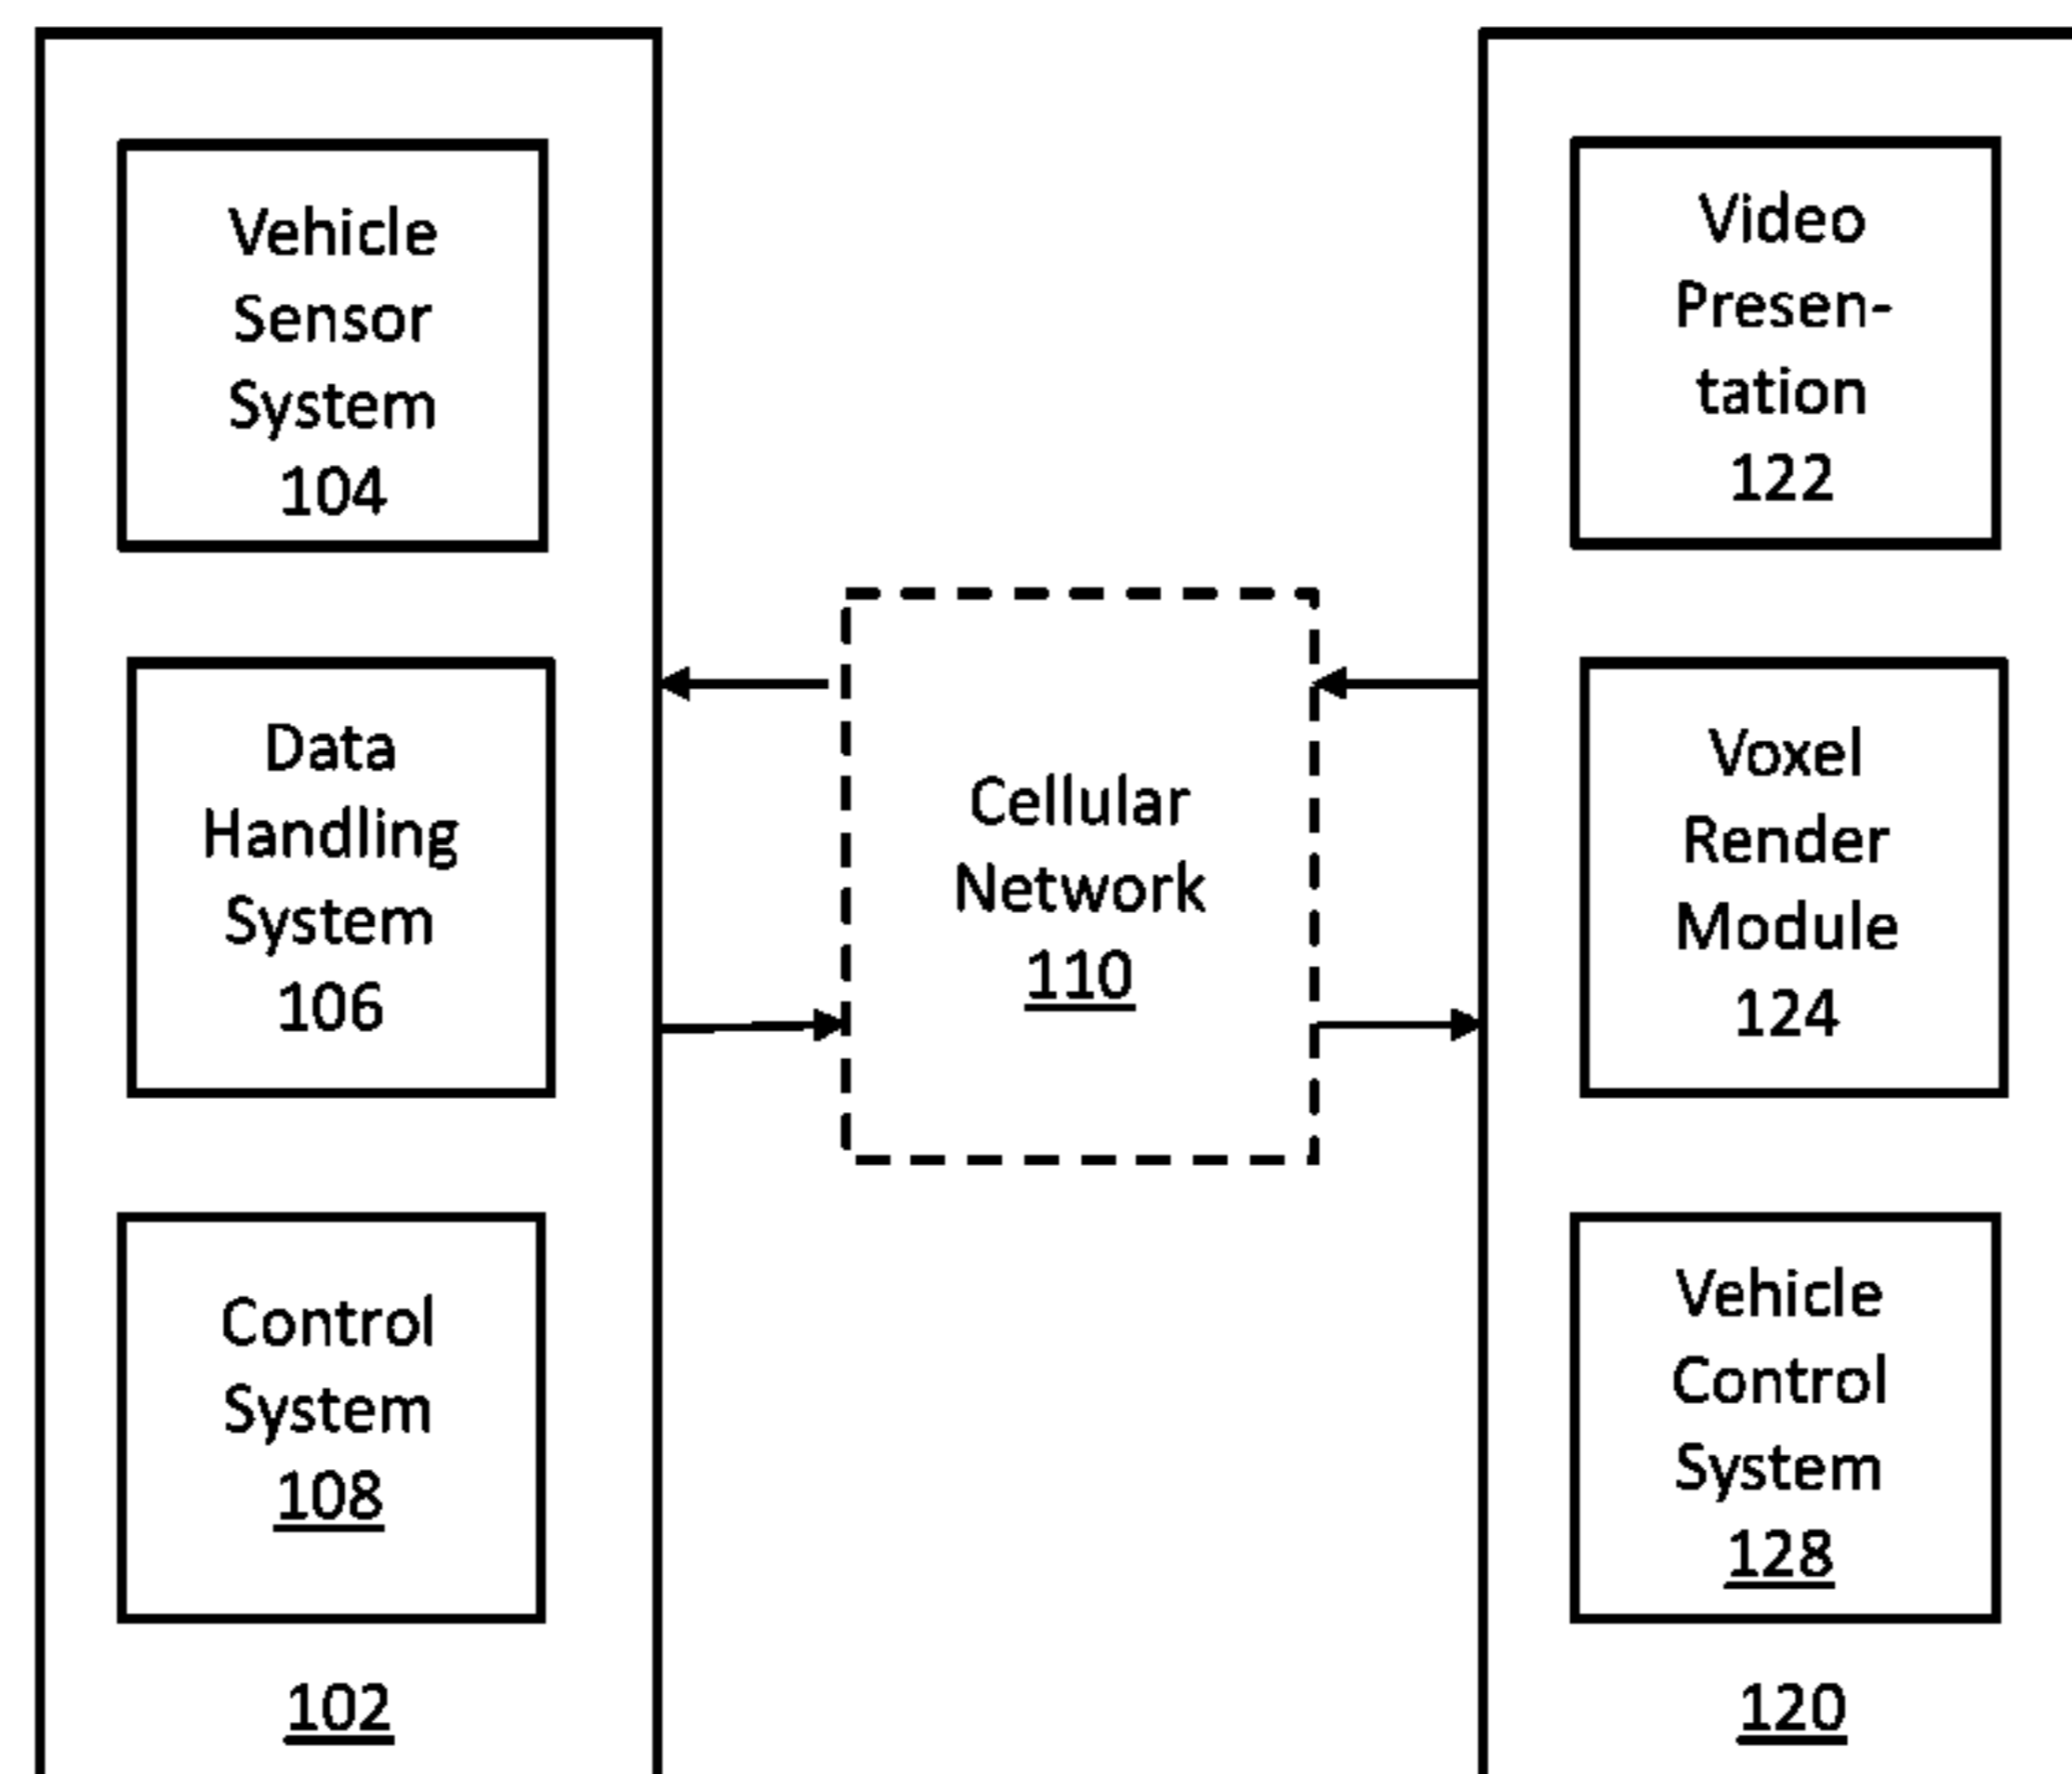 Vehicle
Sensor
System
104
Data
Handling
System
106
Control
System
108
102
Cellular
Network
110
Video
Presen-
tation
122
Voxel
Render
Module
124
Vehicle
Control
System
128
120